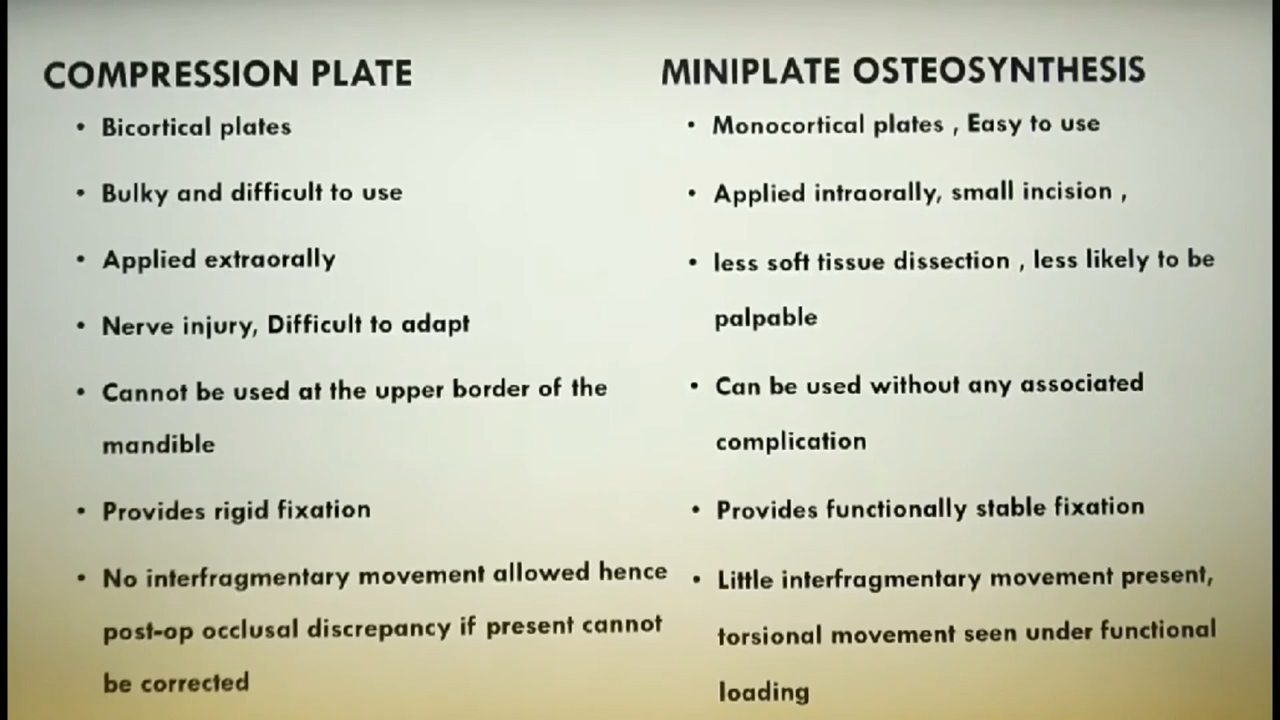 COMPRESSION PLATE
• Bicortical plates
• Bulky and difficult to use
• Applied extraorally
• Nerve injury, Difficult to adapt
• Cannot be used at the upper border of the
mandible
• Provides rigid fixation
• No interfragmentary movement allowed hence
post-op occlusal discrepancy if present cannot
be corrected
MINIPLATE OSTEOSYNTHESIS
• Monocortical plates , Easy to use
• Applied intraorally, small incision ,
• less soft tissue dissection , less likely to be
palpable
• Can be used without any associated
complication
• Provides functionally stable fixation
• Little interfragmentary movement present,
torsional movement seen under functional
loading